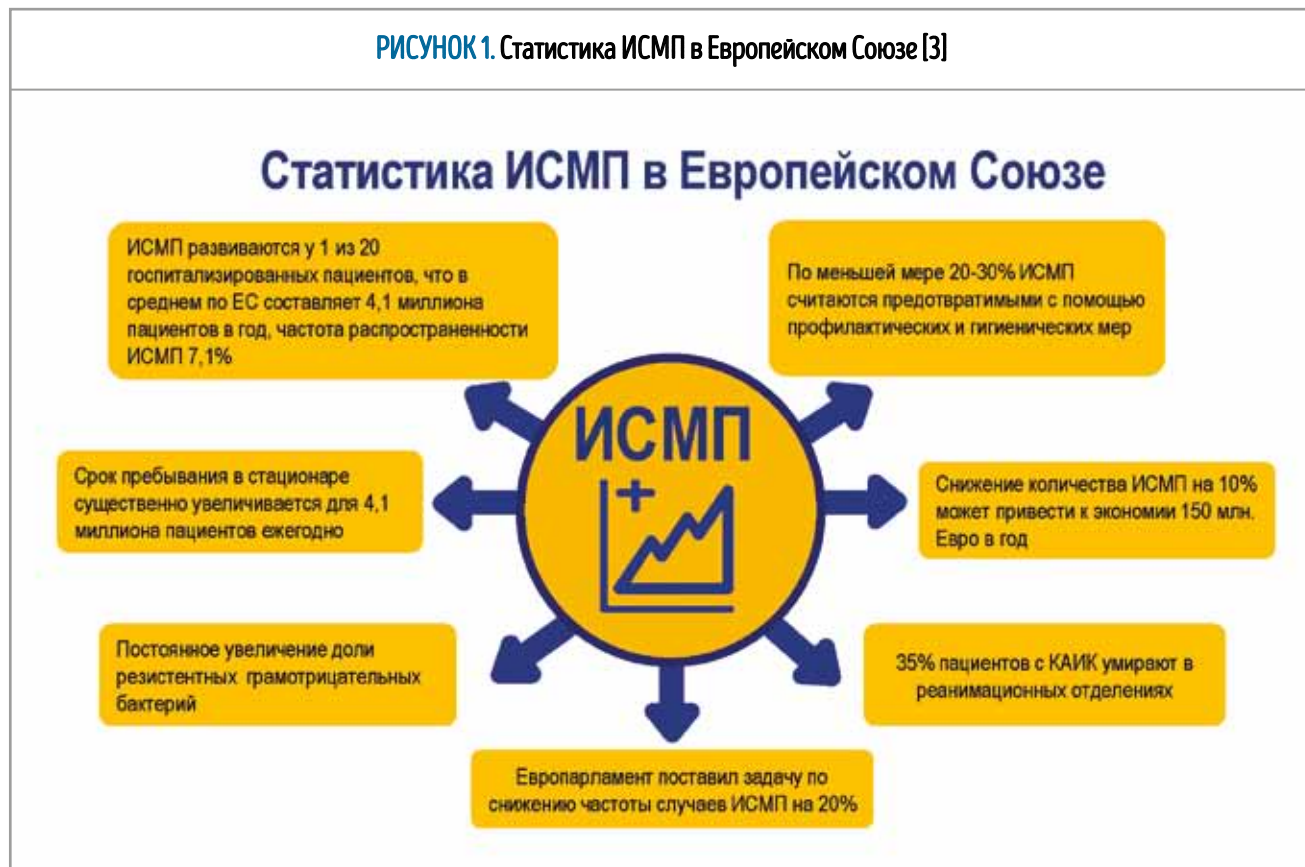 РИСУНОК 1. Статистика ИСМП в Европейском Союзе [3]
Статистика ИСМП в Европейском Союзе
ИСМП развиваются у 1 из 20
госпитализированных пациентов, что в
среднем по ЕС составляет 4,1 миллиона
пациентов в год, частота распространенности
ИСМП 7,1%
По меньшей мере 20-30% ИСМП
считаются предотвратимыми с помощью
профилактических и гигиенических мер
ИСМП
Срок пребывания в стационаре
существенно увеличивается для 4,1
миллиона пациентов ежегодно
Снижение количества ИСМП на 10%
может привести к экономии 150 млн.
Евро в год
Постоянное увеличение доли
резистентных грамотрицательных
бактерий
35% пациентов с КАИК умирают в
реанимационных отделениях
Европарламент поставил задачу по
снижению частоты случаев ИСМП на 20%